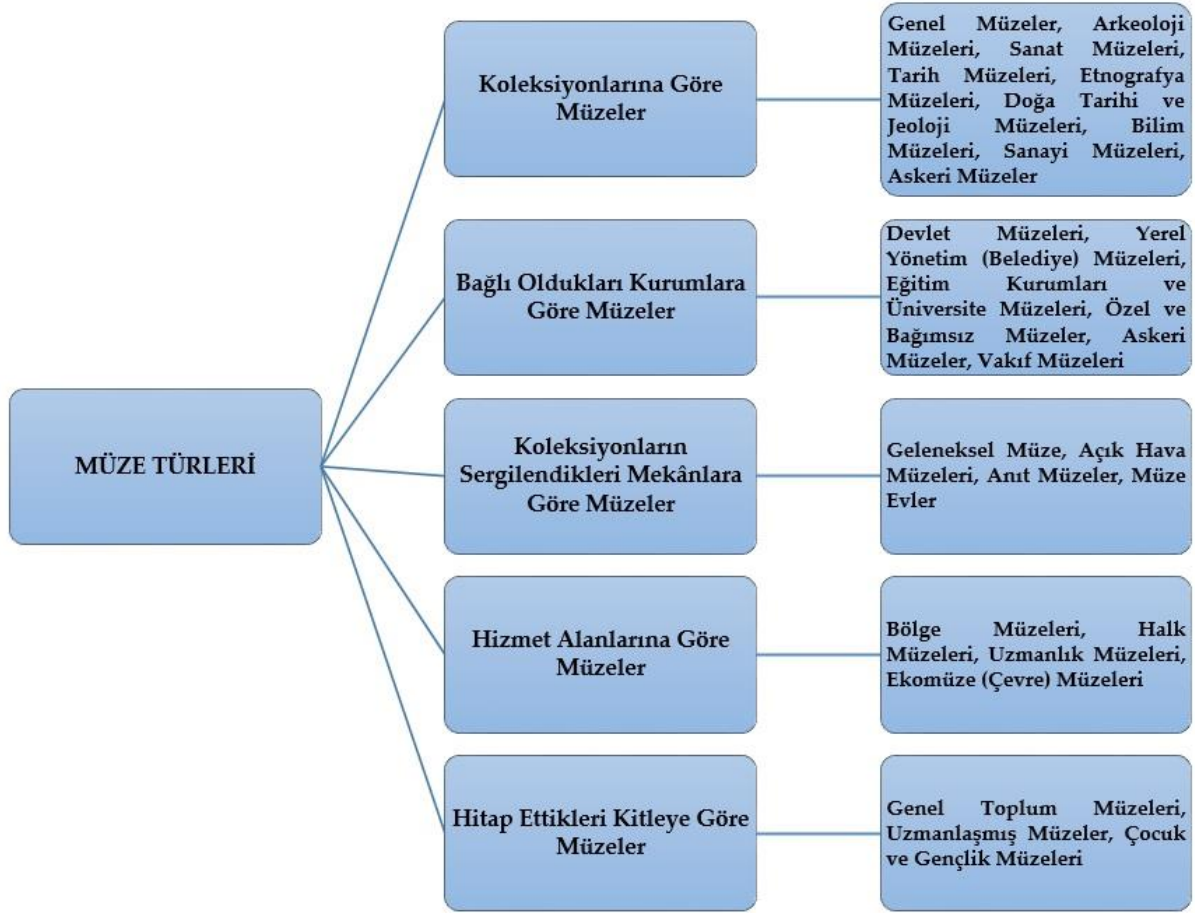 MÜZE TÜRLERİ
Koleksiyonlarına Göre
Müzeler
Genel Müzeler, Arkeoloji
Müzeleri, Sanat Müzeleri,
Tarih Müzeleri, Etnografya
Müzeleri, Doğa Tarihi ve
Jeoloji Müzeleri, Bilim
Müzeleri, Sanayi Müzeleri,
Askeri Müzeler
Bağlı Oldukları Kurumlara
Göre Müzeler
Devlet Müzeleri, Yerel
Yönetim (Belediye) Müzeleri,
Eğitim Kurumları ve
Üniversite Müzeleri, Özel ve
Bağımsız Müzeler, Askeri
Müzeler, Vakıf Müzeleri
Koleksiyonların
Sergilendikleri Mekânlara
Göre Müzeler
Geleneksel Müze, Açık Hava
Müzeleri, Anıt Müzeler, Müze
Evler
Hizmet Alanlarına Göre
Müzeler
Bölge Müzeleri, Halk
Müzeleri, Uzmanlık Müzeleri,
Ekomüze (Çevre) Müzeleri
Hitap Ettikleri Kitleye Göre
Müzeler
Genel Toplum Müzeleri,
Uzmanlaşmış Müzeler, Çocuk
ve Gençlik Müzeleri